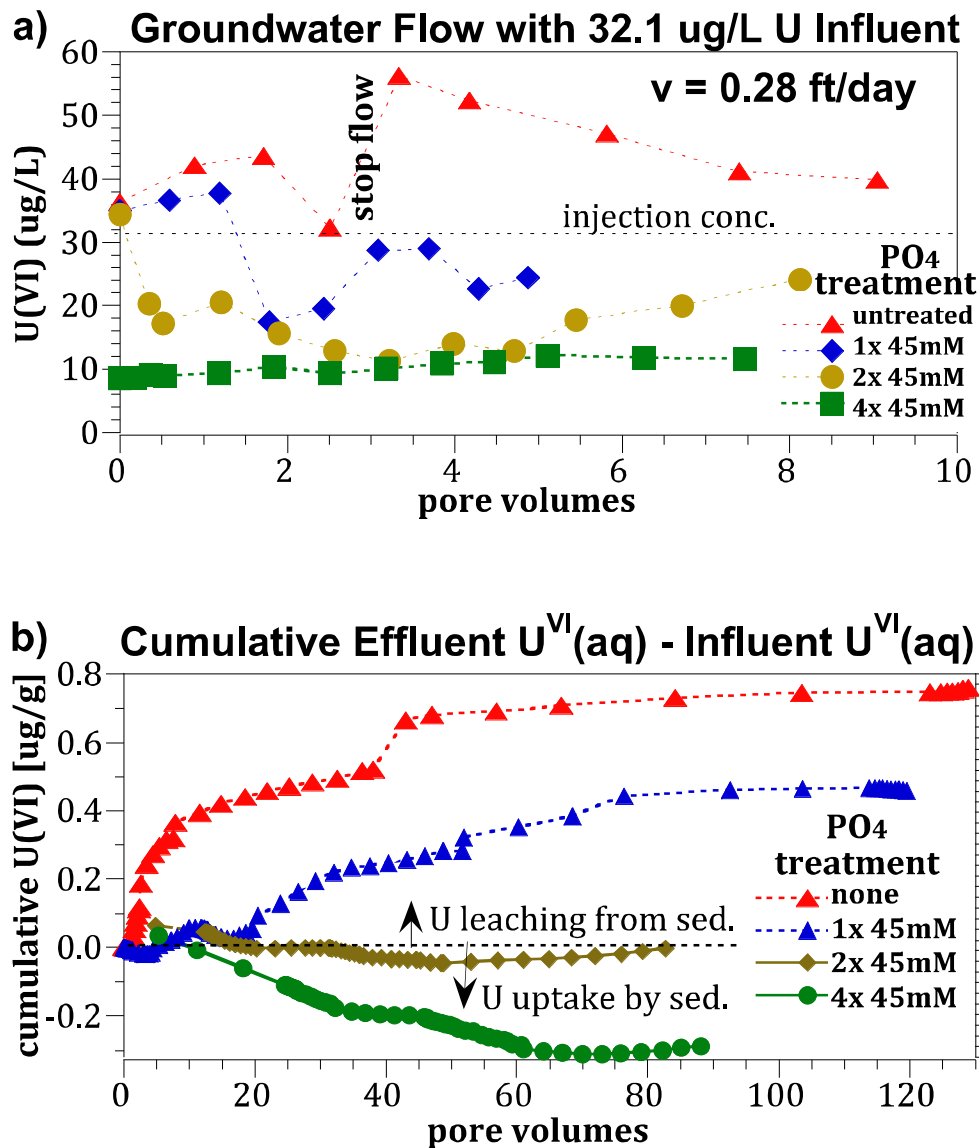 a) Groundwater Flow with 32.1 ug/L U Influent
v = 0.28 ft/day
stop flow
injection conc.
PO4
treatment
untreated
1x 45mM
2x 45mM
4x 45mM
U(VI) (ug/L)
60
50
40
30
20
10
0
0 2 4 6 8 10
pore volumes
b) Cumulative Effluent U^VI(aq) - Influent U^VI(aq)
cumulative U(VI) [ug/g]
0.8
0.6
0.4
0.2
0.0
-0.2
PO4
treatment
none
1x 45mM
2x 45mM
4x 45mM
U leaching from sed.
U uptake by sed.
0 20 40 60 80 100 120
pore volumes